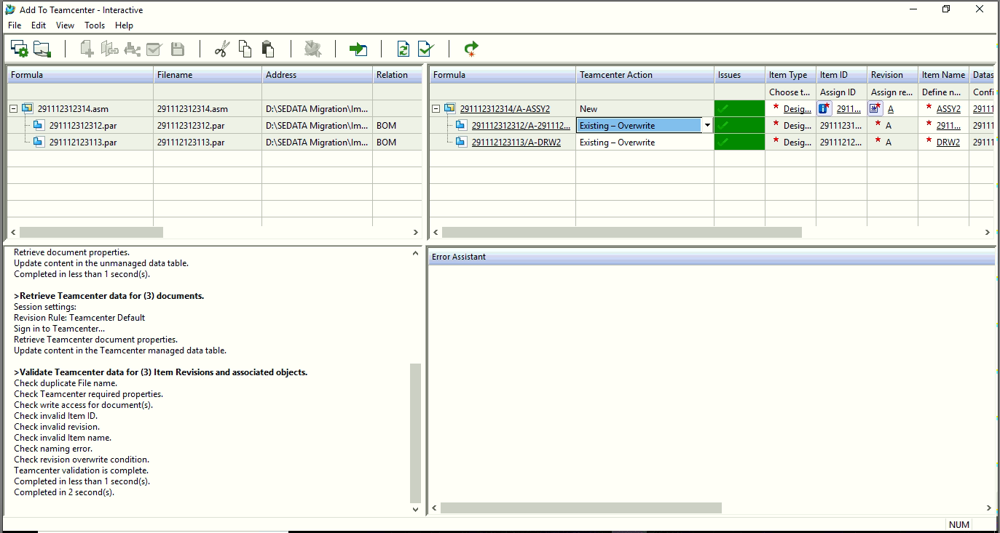 Add To Teamcenter - Interactive
File Edit View Tools Help
Formula Filename Address Relation
291112312314.asm 291112312314.asm D:\SEDATA Migration\Im...
291112312312.par 291112312312.par D:\SEDATA Migration\Im... BOM
291112123113.par 291112123113.par D:\SEDATA Migration\Im... BOM
Formula Teamcenter Action Issues Item Type Item ID Revision Item Name Datas
Choose t... Assign ID Assign re... Define n... Confi
291112312314/A-ASSY2 New * Desig... 2911... A * ASSY2 29111
291112312312/A-291112... Existing – Overwrite * Desig... 29111231... * A * 2911... 29111
291112123113/A-DRW2 Existing – Overwrite * Desig... 29111212... * A * DRW2 29111
Retrieve document properties.
Update content in the unmanaged data table.
Completed in less than 1 second(s).
>Retrieve Teamcenter data for (3) documents.
Session settings:
Revision Rule: Teamcenter Default
Sign in to Teamcenter...
Retrieve Teamcenter document properties.
Update content in the Teamcenter managed data table.
>Validate Teamcenter data for (3) Item Revisions and associated objects.
Check duplicate File name.
Check Teamcenter required properties.
Check write access for document(s).
Check invalid Item ID.
Check invalid revision.
Check invalid Item name.
Check naming error.
Check revision overwrite condition.
Teamcenter validation is complete.
Completed in less than 1 second(s).
Completed in 2 second(s).
Error Assistant
NUM